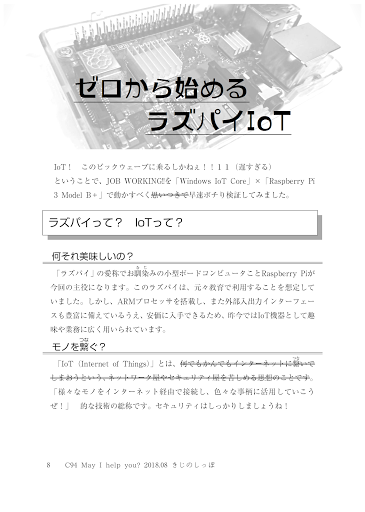 ゼロから始める
ラズパイIoT
IoT！　このビックウェーブに乗るしかねぇ！！１１（遅すぎる）
ということで、JOB WORKING!を「Windows IoT Core」×「Raspberry Pi
3 Model B＋」で動かすべく思いつきで早速ポチり検証してみました。
ラズパイって？　IoTって？
何それ美味しいの？
「ラズパイ」の愛称でお馴染みの小型ボードコンピュータことRaspberry Piが
今回の主役になります。このラズパイは、元々教育で利用することを想定して
いました。しかし、ARMプロセッサを搭載し、また外部入出力インターフェー
スも豊富に備えているうえ、安価に入手できるため、昨今ではIoT機器として趣
味や業務に広く用いられています。
モノを繋ぐ？
「IoT（Internet of Things）」とは、何でもかんでもインターネットに繋いで
しまおうという、ネットワーク屋やセキュリティ屋を苦しめる思想のことです。
「様々なモノをインターネット経由で接続し、色々な事柄に活用していこう
ぜ！」　的な技術の総称です。セキュリティはしっかりしましょうね！
8　C94 May I help you? 2018.08 きじのしっぽ